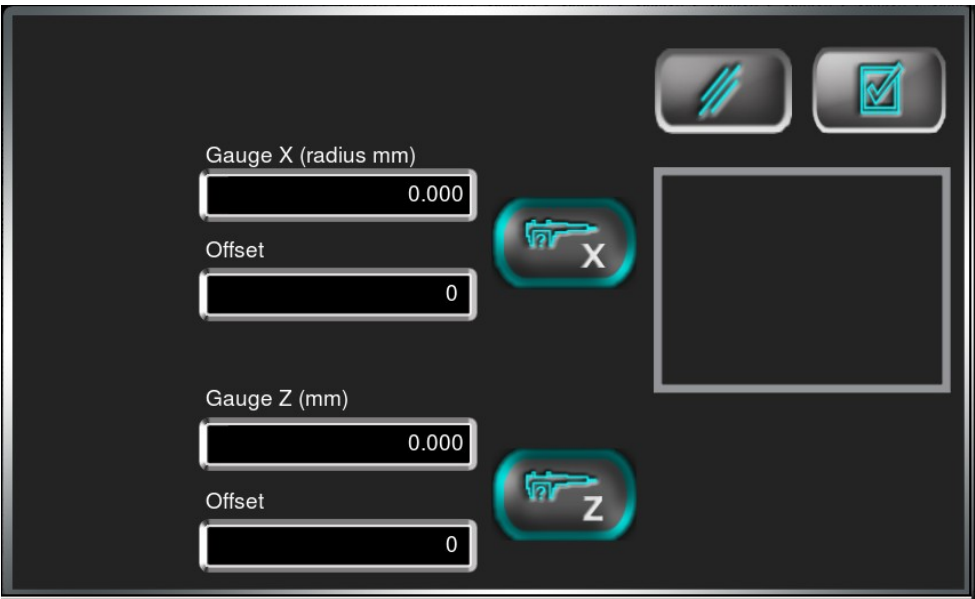 Gauge X (radius mm)
0.000
? X
Offset
0
Gauge Z (mm)
0.000
? Z
Offset
0